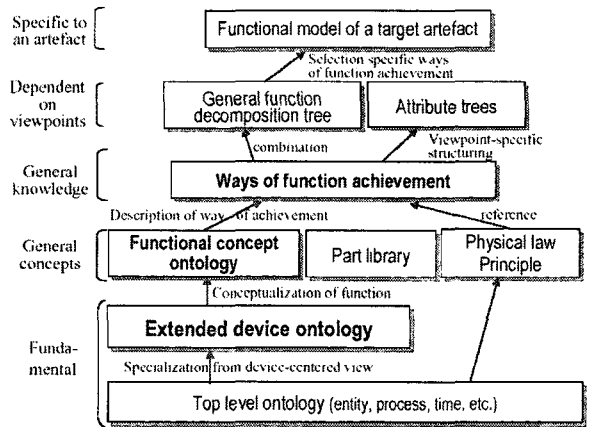 Specific to
an artefact
Functional model of a target artefact
Selection specific ways
of function achievement
Dependent
on
viewpoints
General function
decomposition tree
Attribute trees
combination
Viewpoint-specific
structuring
General
knowledge
Ways of function achievement
Description of way of achievement
reference
General
concepts
Functional concept
ontology
Part library
Physical law
Principle
Conceptualization of function
Extended device ontology
Funda-
mental
Specialization from device-centered view
Top level ontology (entity, process, time, etc.)